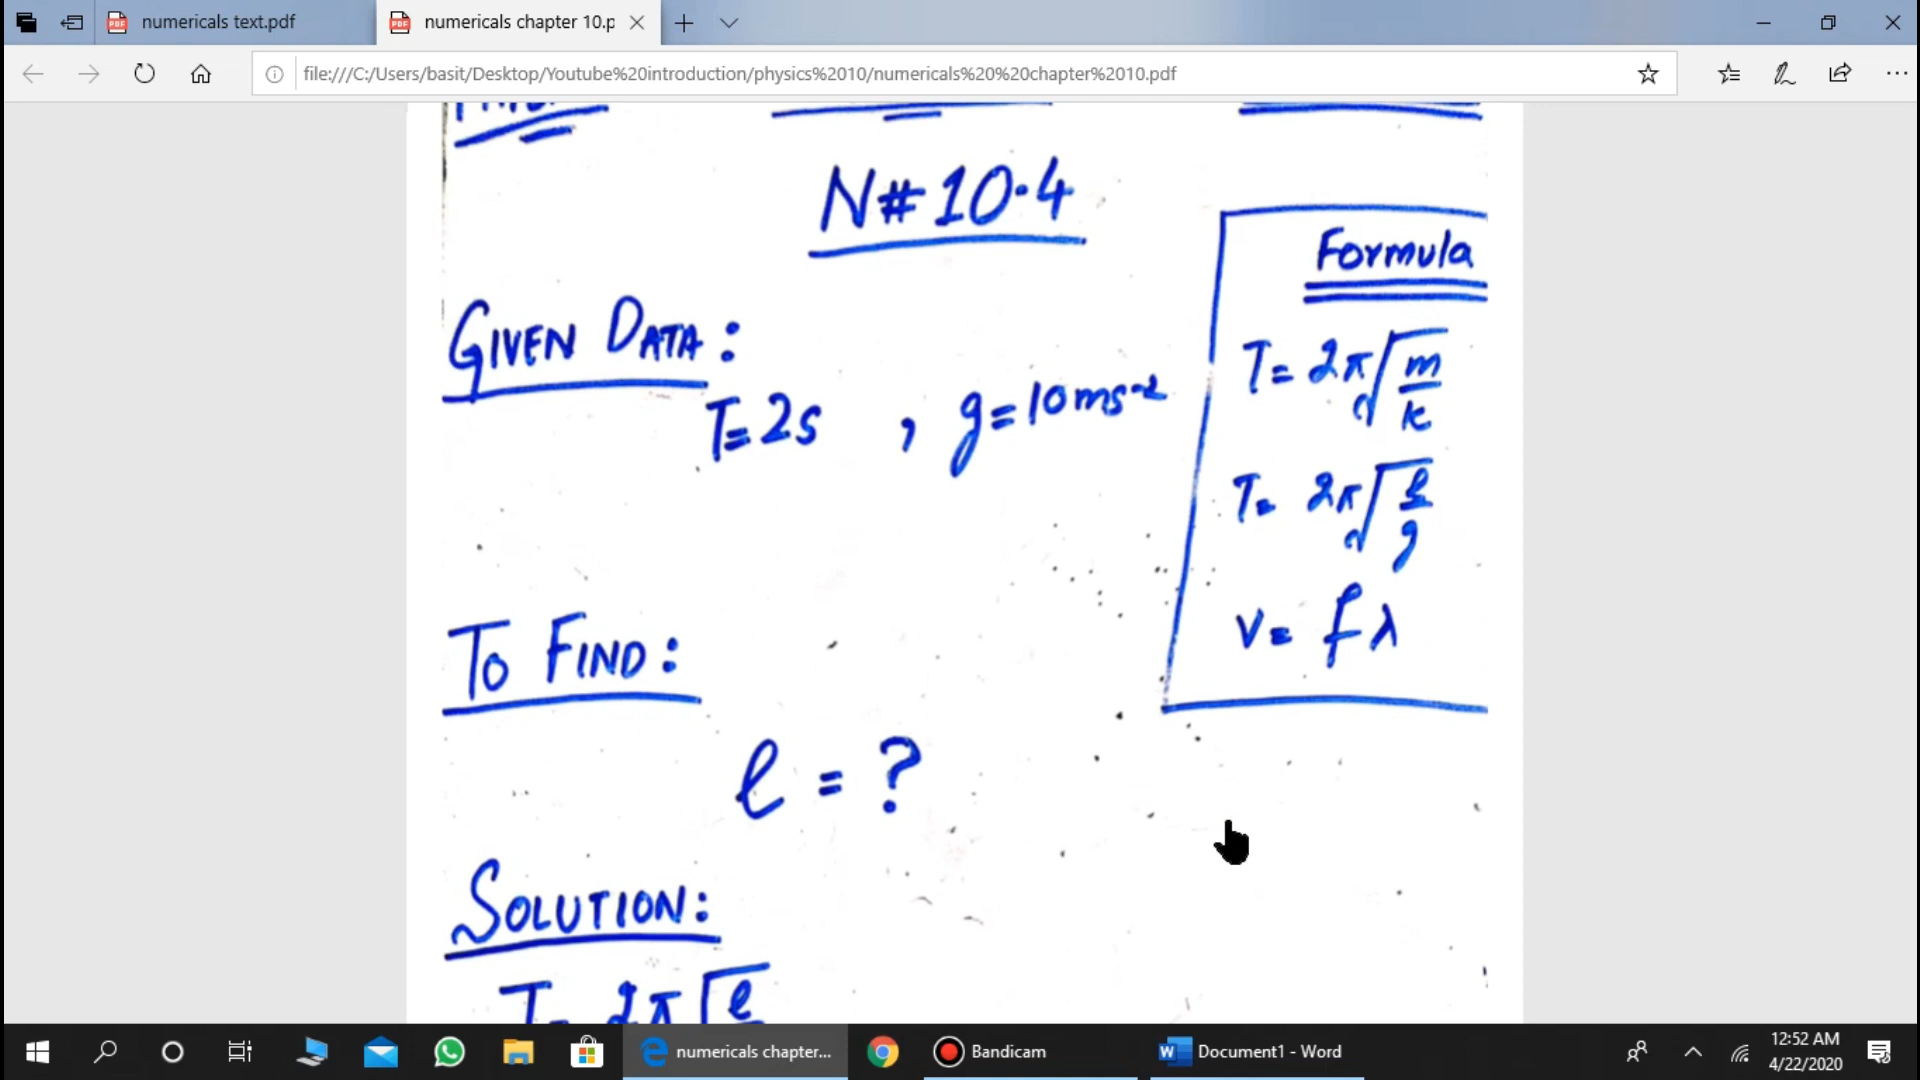 numericals text.pdf
numericals chapter 10.p
file:///C:/Users/basit/Desktop/Youtube%20introduction/physics%2010/numericals%20%20chapter%2010.pdf
N#10.4
Formula
GIVEN DATA:
T=2s , g=10ms⁻²
T=2π√m/k
T=2π√l/g
V=fλ
TO FIND:
l = ?
SOLUTION:
T=2π√l
numericals chapter...
Bandicam
Document1 - Word
12:52 AM
4/22/2020